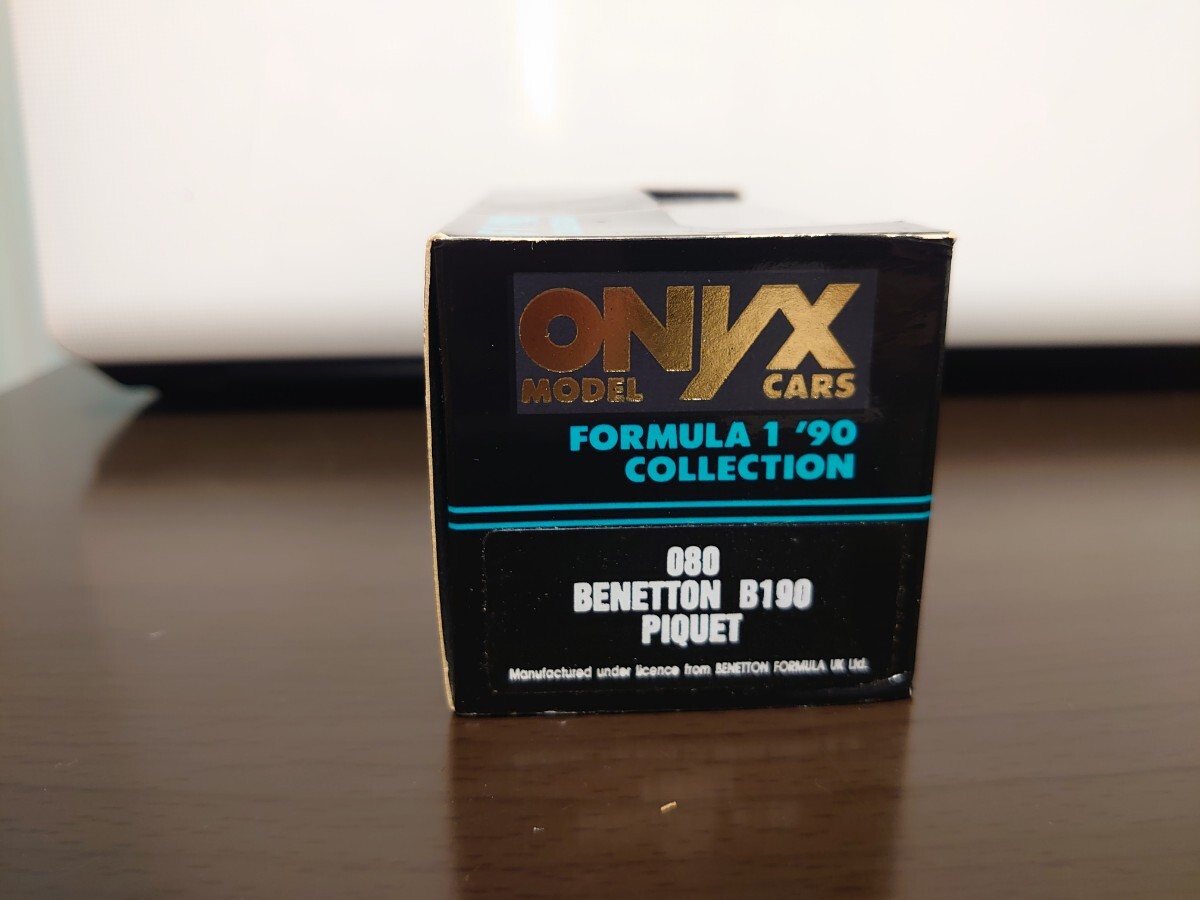 ONYX
MODEL CARS
FORMULA 1 '90
COLLECTION
080
BENETTON B190
PIQUET
Manufactured under licence from BENETTON FORMULA UK Ltd.